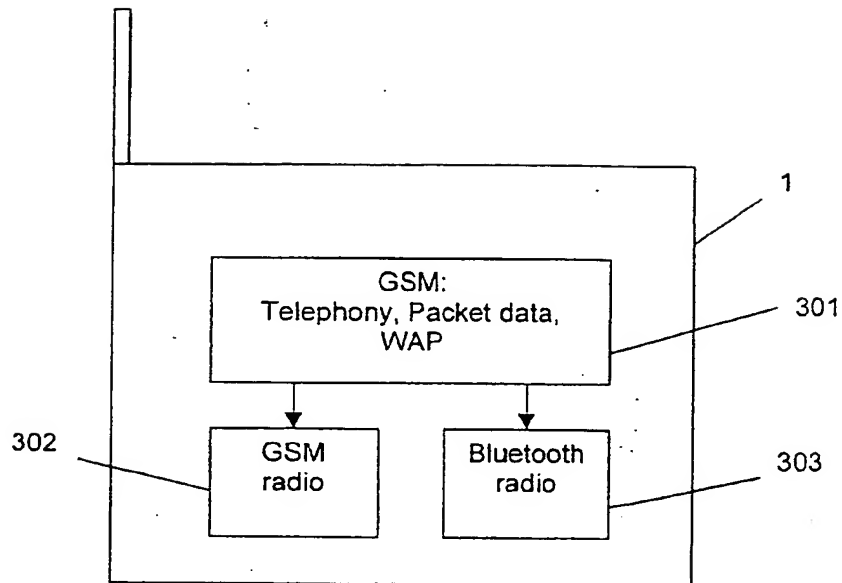 1
GSM:
Telephony, Packet data,
WAP
301
302
GSM
radio
Bluetooth
radio
303